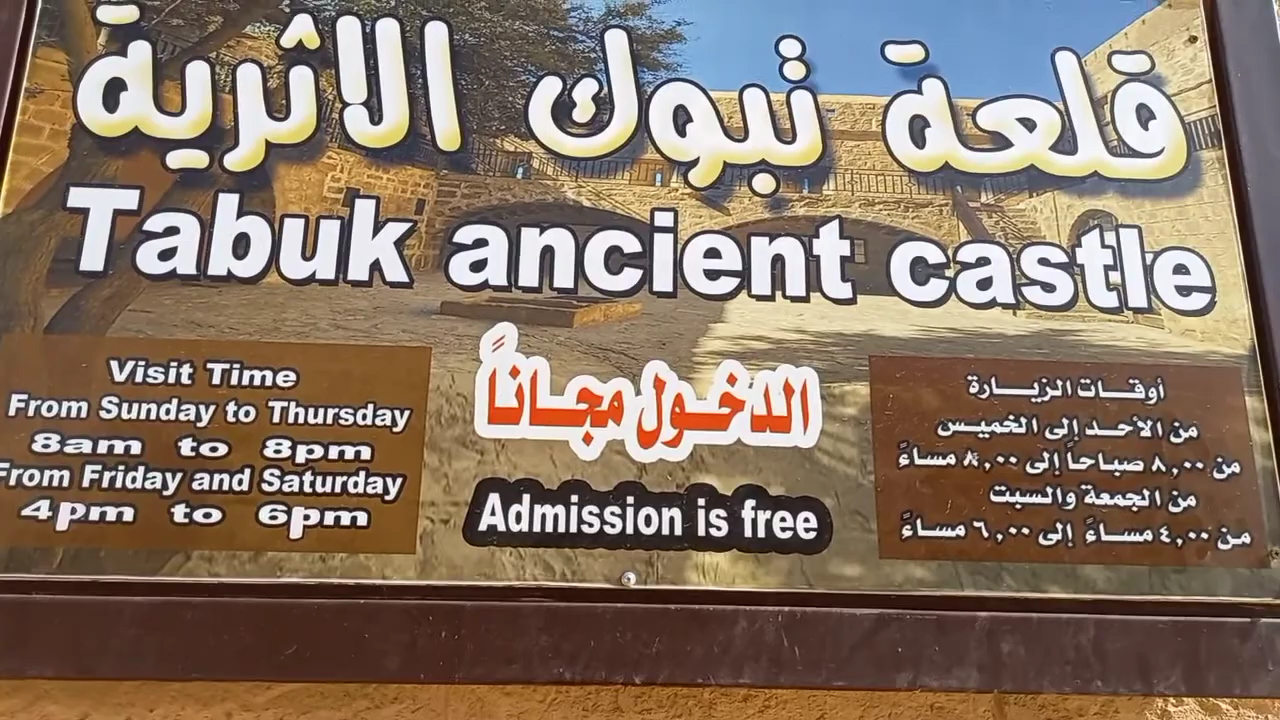 قلعة تبوك الاثرية
Tabuk ancient castle
الدخول مجاناً
Admission is free
Visit Time
From Sunday to Thursday
8am to 8pm
From Friday and Saturday
4pm to 6pm
أوقات الزيارة
من الأحد إلى الخميس
من ٨,٠٠ صباحاً إلى ٨,٠٠ مساءً
من الجمعة والسبت
من ٤,٠٠ مساءً إلى ٦,٠٠ مساءً